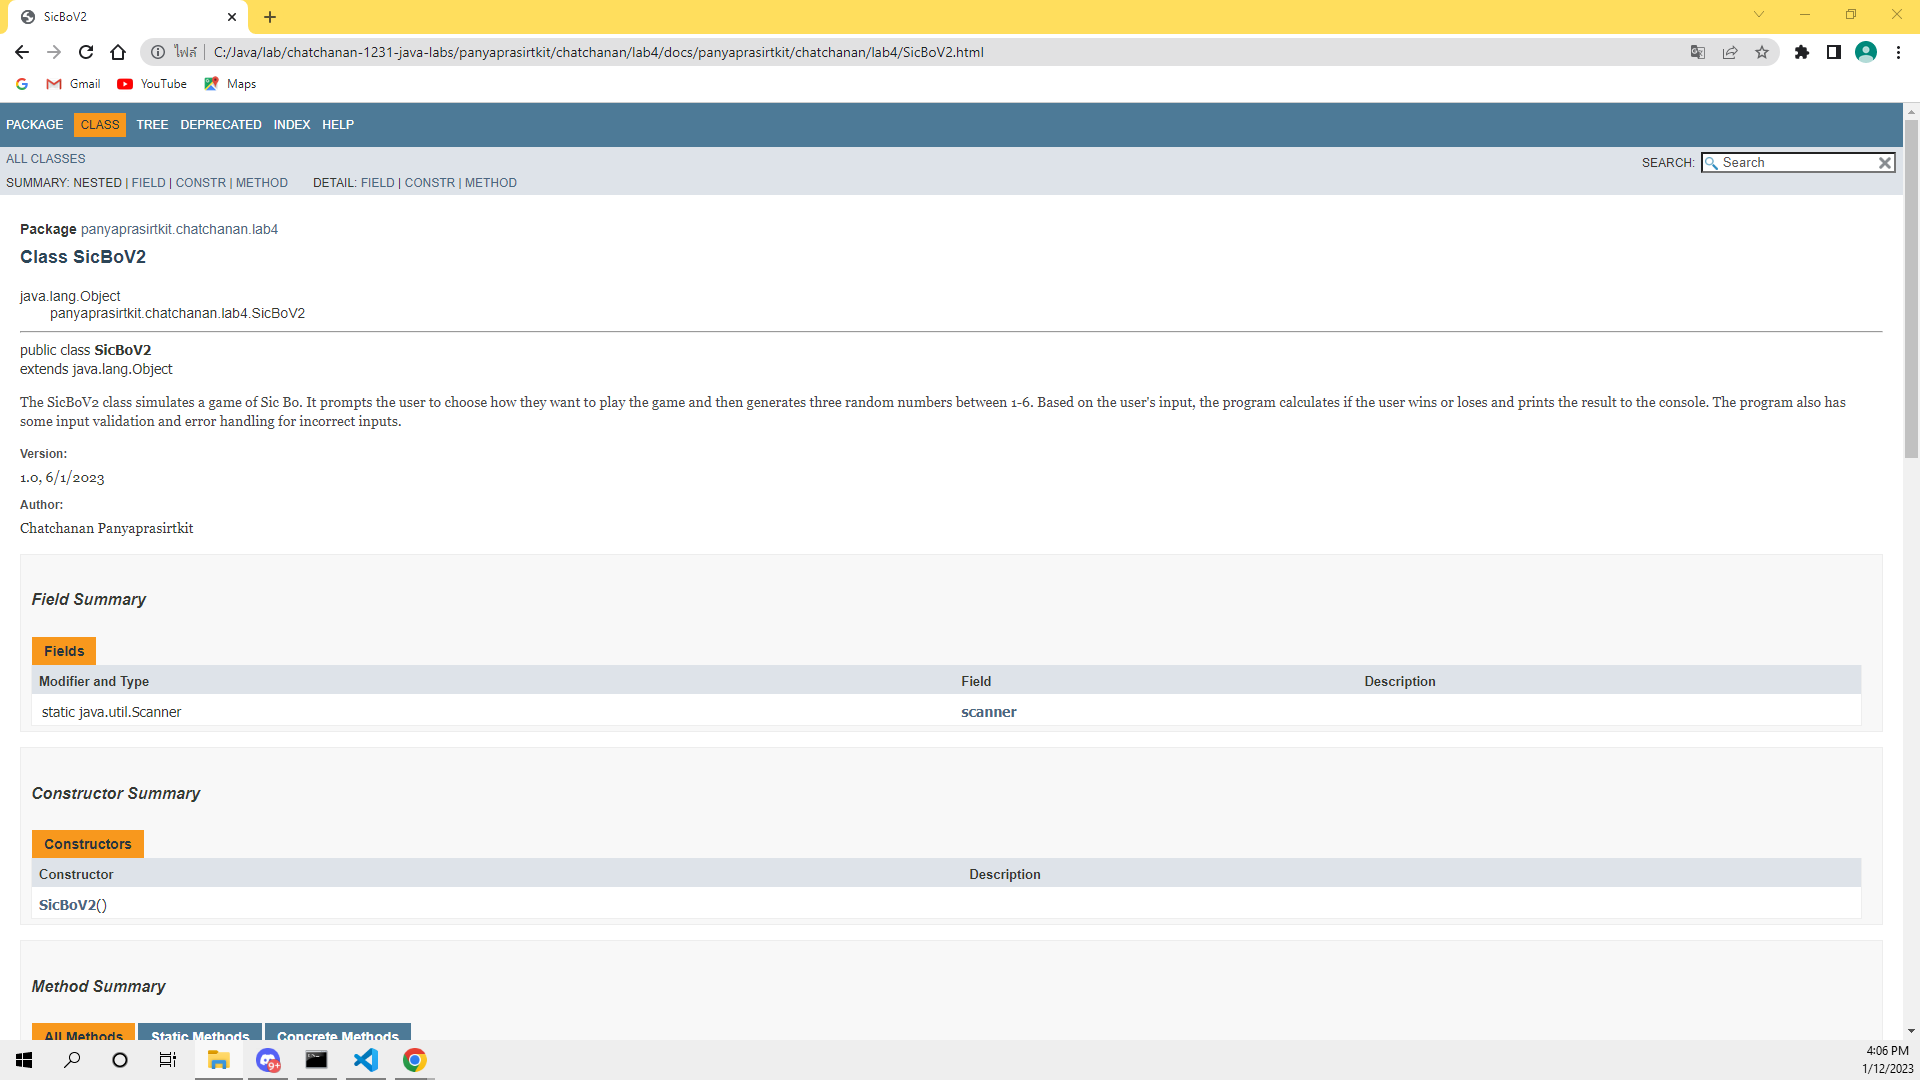 SicBoV2
ไฟล์ C:/Java/lab/chatchanan-1231-java-labs/panyaprasirtkit/chatchanan/lab4/docs/panyaprasirtkit/chatchanan/lab4/SicBoV2.html
Gmail YouTube Maps
PACKAGE CLASS TREE DEPRECATED INDEX HELP
ALL CLASSES
SEARCH: Search
SUMMARY: NESTED | FIELD | CONSTR | METHOD DETAIL: FIELD | CONSTR | METHOD
Package panyaprasirtkit.chatchanan.lab4
Class SicBoV2
java.lang.Object
panyaprasirtkit.chatchanan.lab4.SicBoV2
public class SicBoV2
extends java.lang.Object
The SicBoV2 class simulates a game of Sic Bo. It prompts the user to choose how they want to play the game and then generates three random numbers between 1-6. Based on the user's input, the program calculates if the user wins or loses and prints the result to the console. The program also has
some input validation and error handling for incorrect inputs.
Version:
1.0, 6/1/2023
Author:
Chatchanan Panyaprasirtkit
Field Summary
Fields
Modifier and Type Field Description
static java.util.Scanner scanner
Constructor Summary
Constructors
Constructor Description
SicBoV2()
Method Summary
All Methods Static Methods Concrete Methods
9+
4:06 PM
1/12/2023